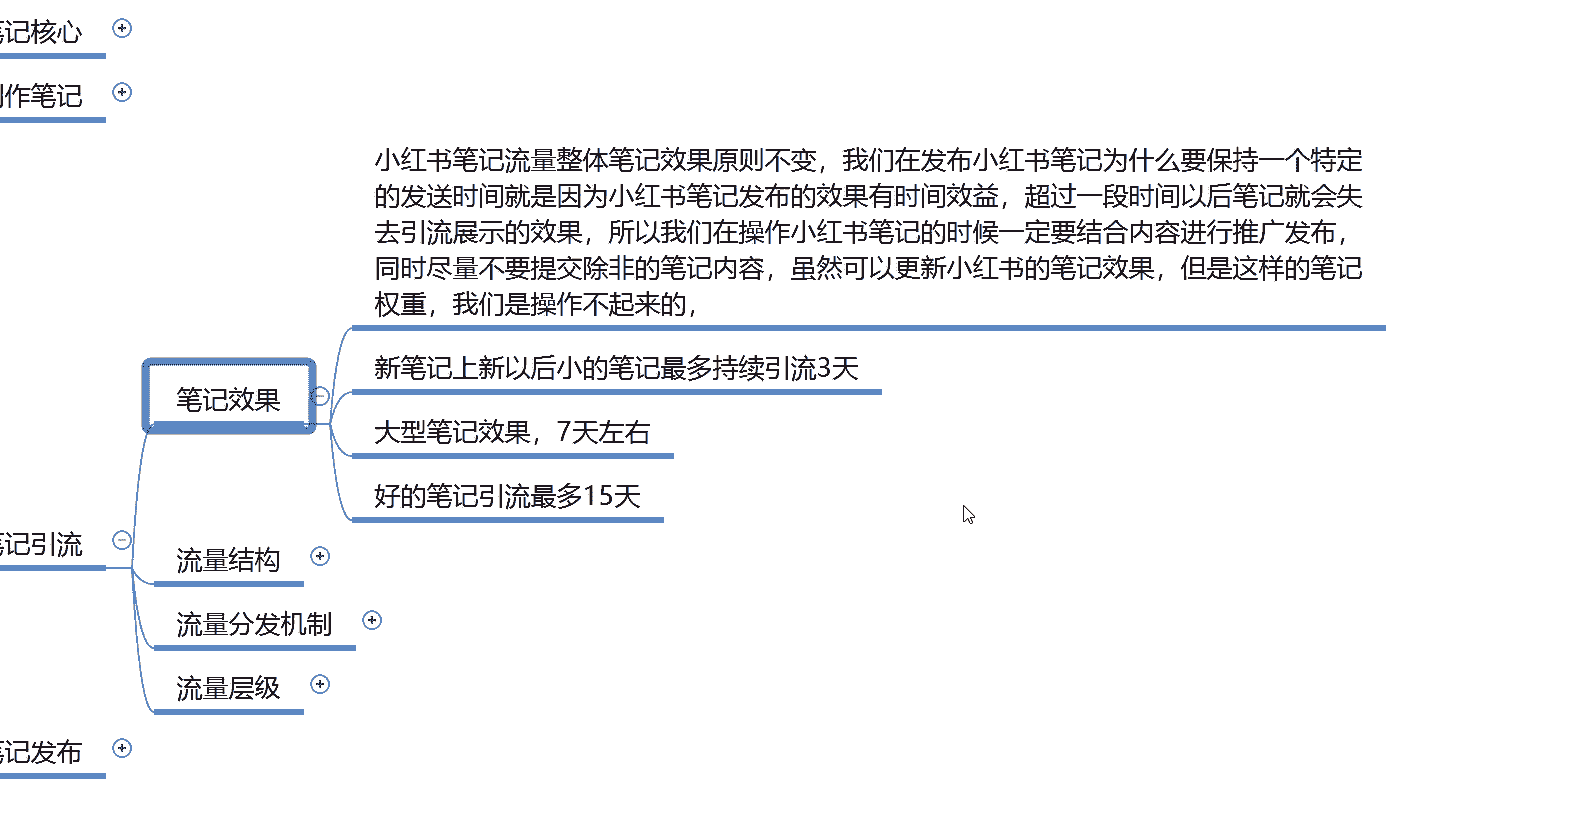 笔记核心
制作笔记
小红书笔记流量整体笔记效果原则不变，我们在发布小红书笔记为什么要保持一个特定
的发送时间就是因为小红书笔记发布的效果有时间效益，超过一段时间以后笔记就会失
去引流展示的效果，所以我们在操作小红书笔记的时候一定要结合内容进行推广发布，
同时尽量不要提交除非的笔记内容，虽然可以更新小红书的笔记效果，但是这样的笔记
权重，我们是操作不起来的，
新笔记上新以后小的笔记最多持续引流3天
笔记效果
大型笔记效果，7天左右
好的笔记引流最多15天
笔记引流
流量结构
流量分发机制
流量层级
笔记发布